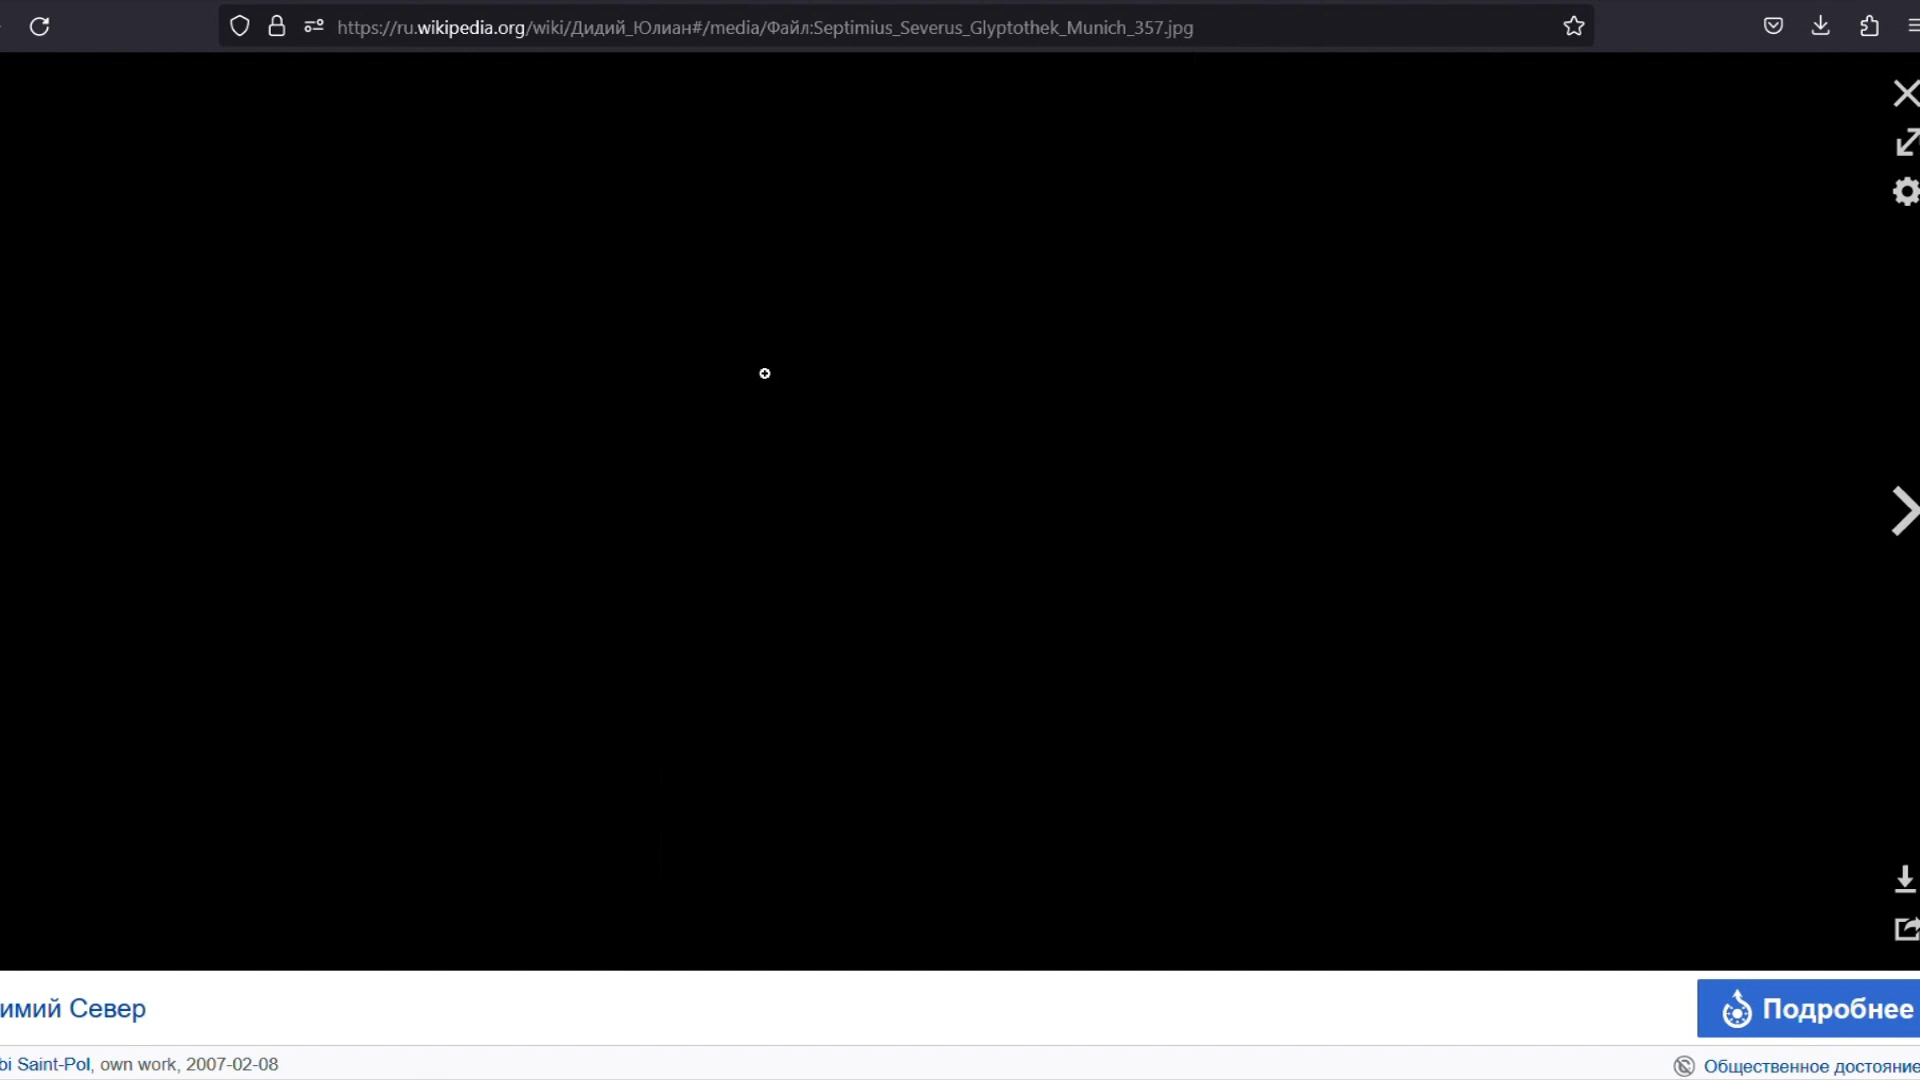 https://ru.wikipedia.org/wiki/Дидий_Юлиан#/media/Файл:Septimius_Severus_Glyptothek_Munich_357.jpg
имий Север
Подробнее
bi Saint-Pol, own work, 2007-02-08
Общественное достояние